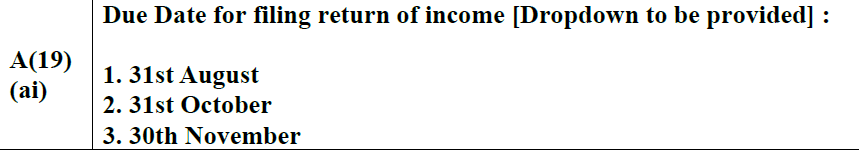 Due Date for filing return of income [Dropdown to be provided] :
A(19)
(ai)
1. 31st August
2. 31st October
3. 30th November